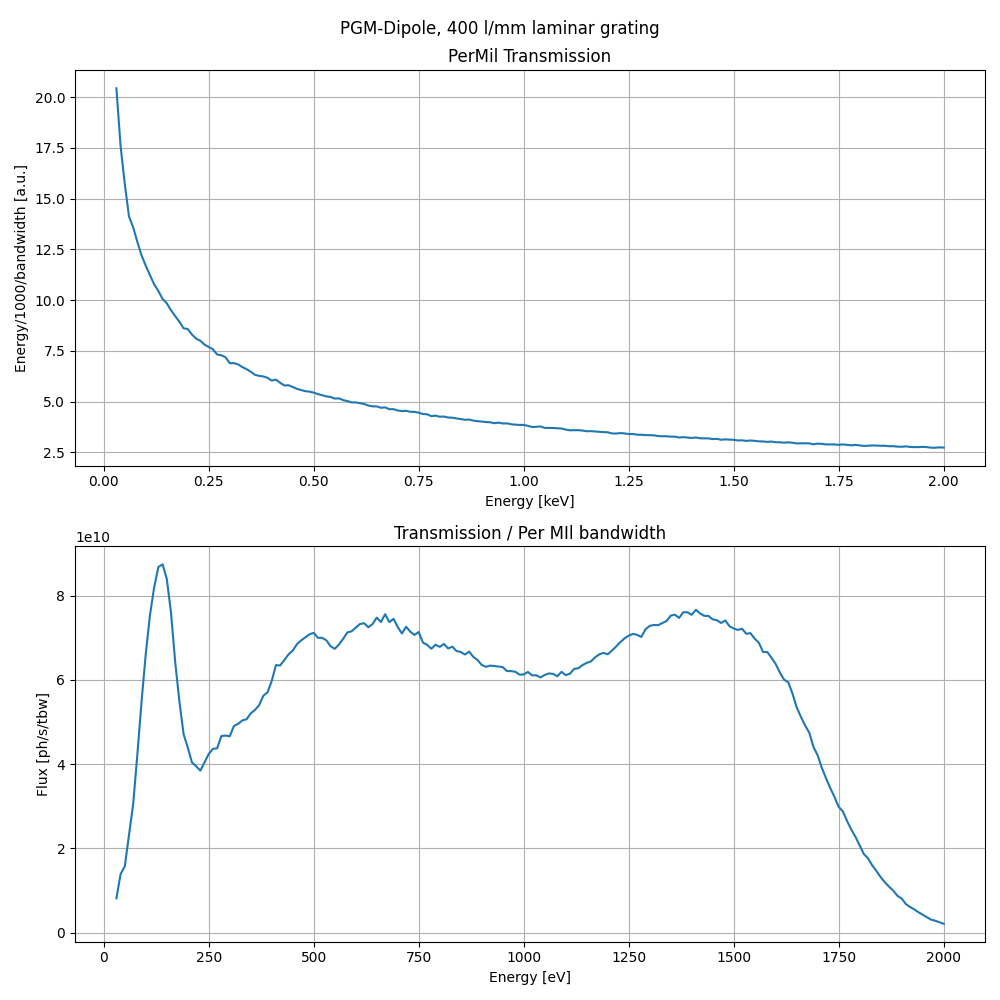 PGM-Dipole, 400 l/mm laminar grating
PerMil Transmission
Energy/1000/bandwidth [a.u.]
20.0
17.5
15.0
12.5
10.0
7.5
5.0
2.5
0.00 0.25 0.50 0.75 1.00 1.25 1.50 1.75 2.00
Energy [keV]
Transmission / Per MIl bandwidth
1e10
Flux [ph/s/tbw]
8
6
4
2
0
0 250 500 750 1000 1250 1500 1750 2000
Energy [eV]